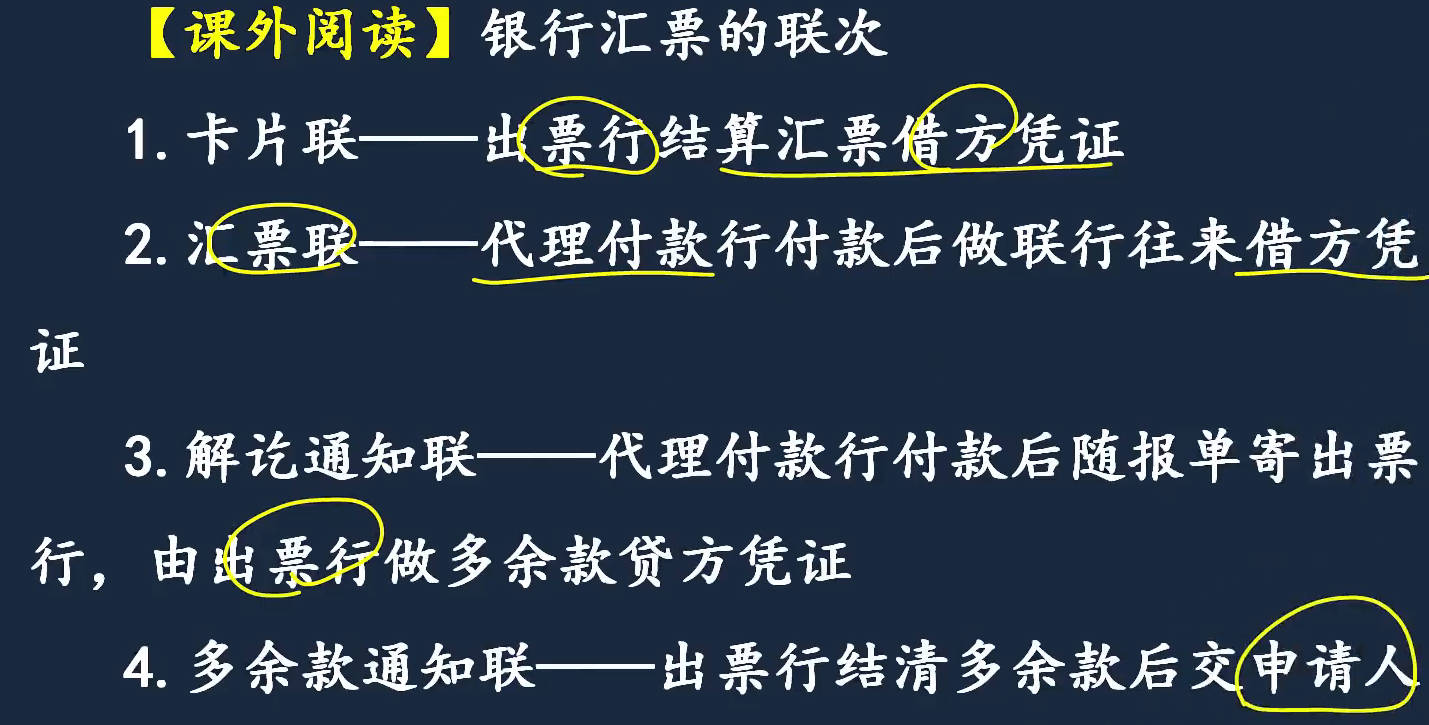 【课外阅读】银行汇票的联次
1. 卡片联——出票行结算汇票借方凭证
2. 汇票联——代理付款行付款后做联行往来借方凭
证
3. 解讫通知联——代理付款行付款后随报单寄出票
行，由出票行做多余款贷方凭证
4. 多余款通知联——出票行结清多余款后交申请人